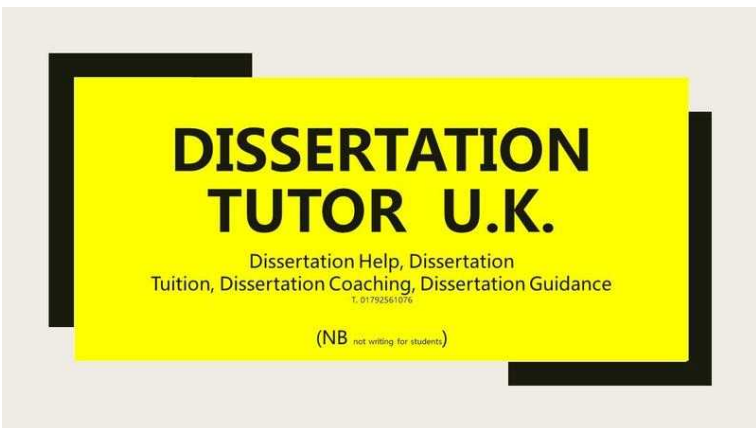 DISSERTATION
TUTOR U.K.
Dissertation Help, Dissertation
Tuition, Dissertation Coaching, Dissertation Guidance
T. 01792561076
(NB not writing for students)